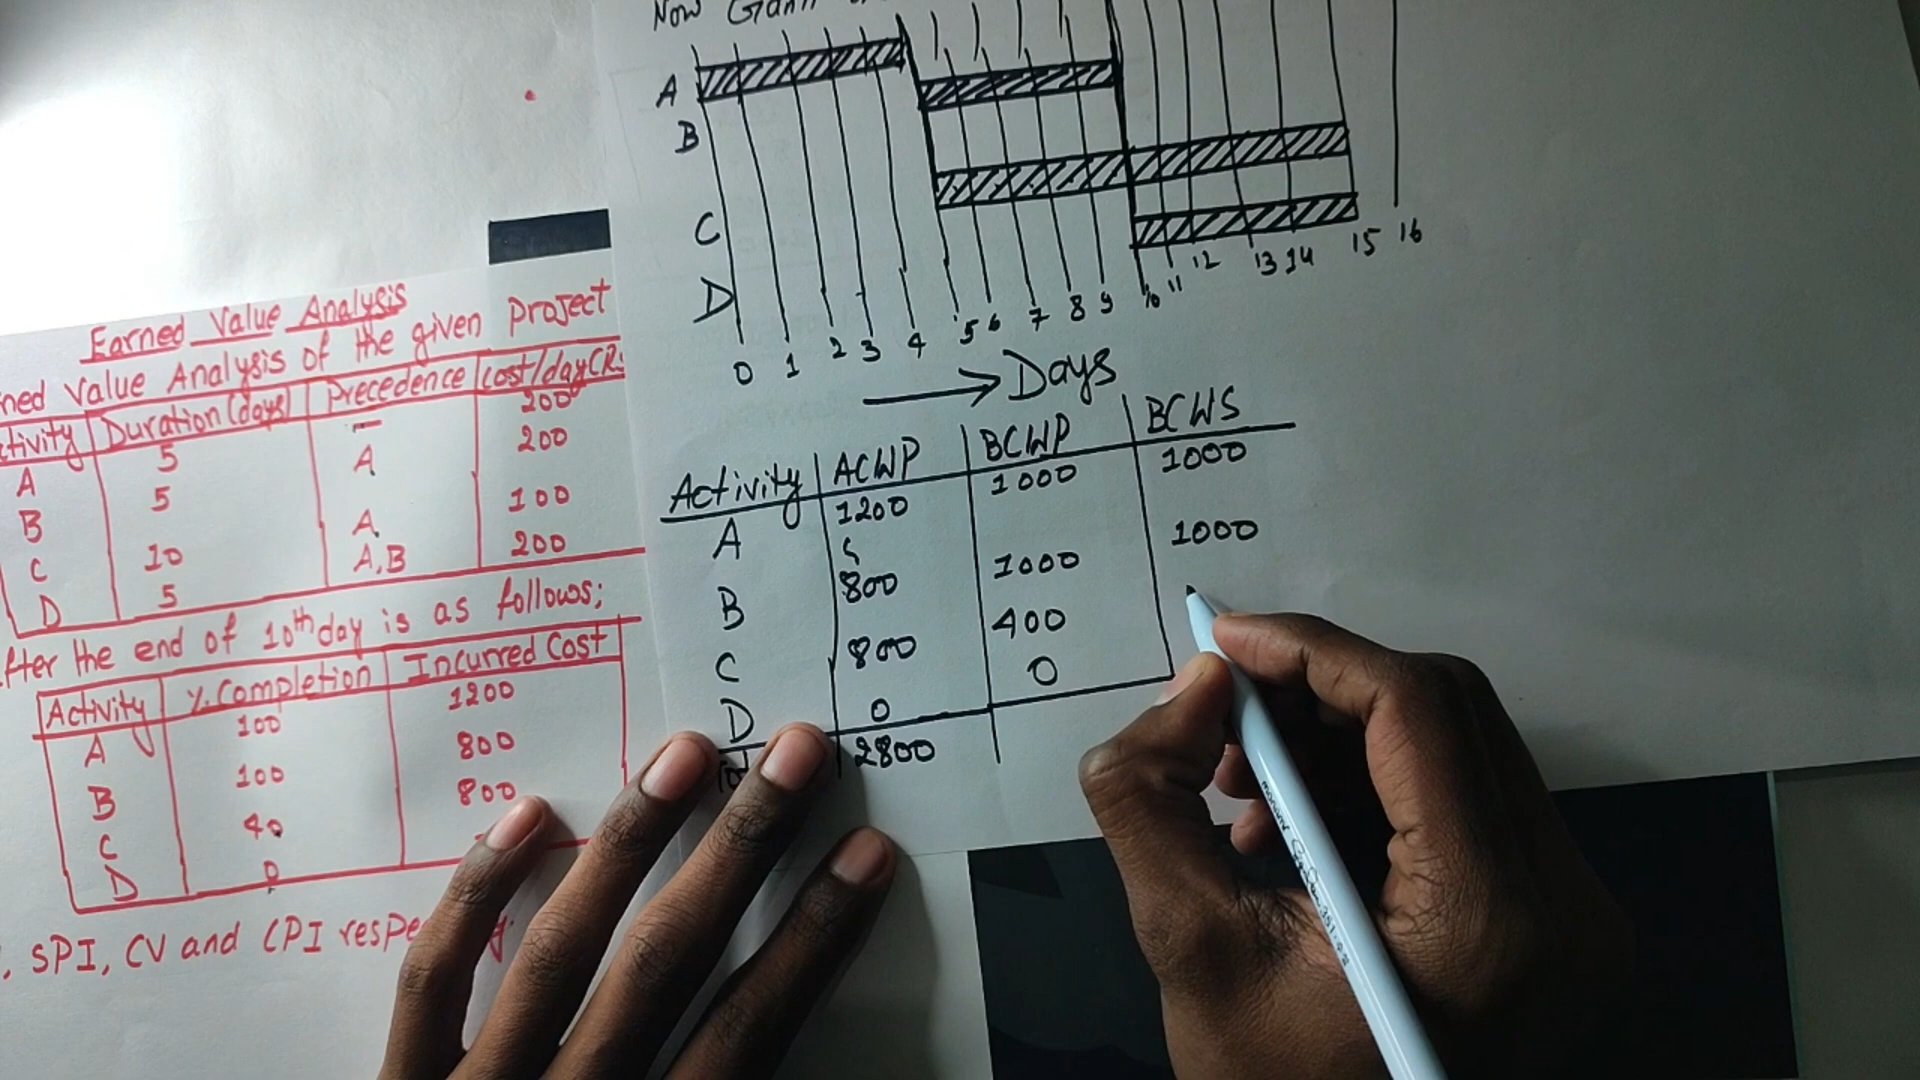 Earned Value Analysis
Value Analysis of the given Project
Duration (days) Precedence Cost/day
A 5 — 200
B 5 A 200
C 10 A 100
D 5 A,B 200
After the end of 10th day is as follows;
Activity %.Completion Incurred Cost
A 100 1200
B 100 800
C 40 800
D 0 -
, SPI, CV and CPI
Now
A
B
C
D
0 1 2 3 4 5 6 7 8 9 10 11 12 13 14 15 16
Days
Activity ACWP BCWP BCWS
A 1200 1000 1000
B 800 1000 1000
C 800 400
D 0 0
2800